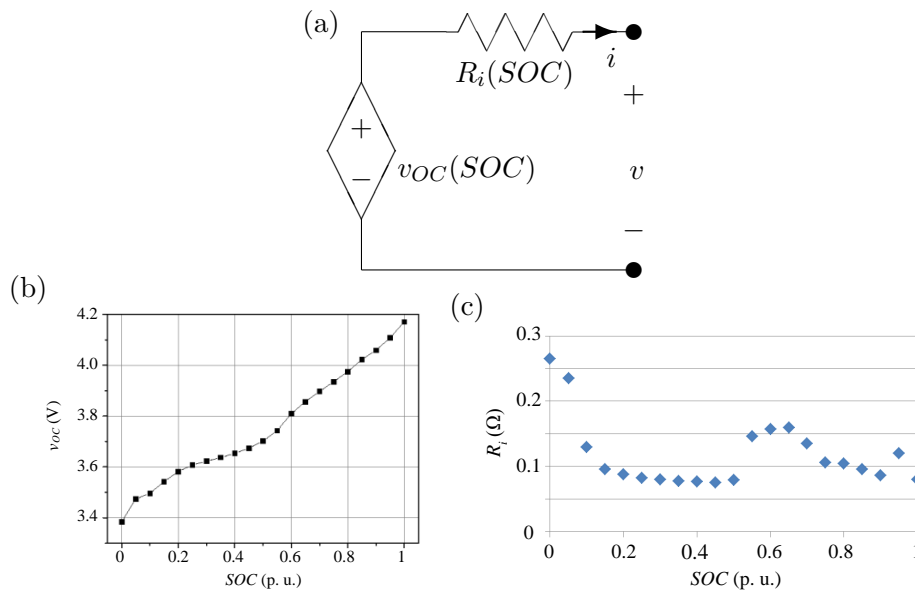 (a)
R_i(SOC)
i
+
+
−
v_OC(SOC)
v
−
(b)
4.2
4.0
3.8
3.6
3.4
v_OC (V)
0 0.2 0.4 0.6 0.8 1
SOC (p. u.)
(c)
0.3
0.2
0.1
0
R_i (Ω)
0 0.2 0.4 0.6 0.8 1
SOC (p. u.)